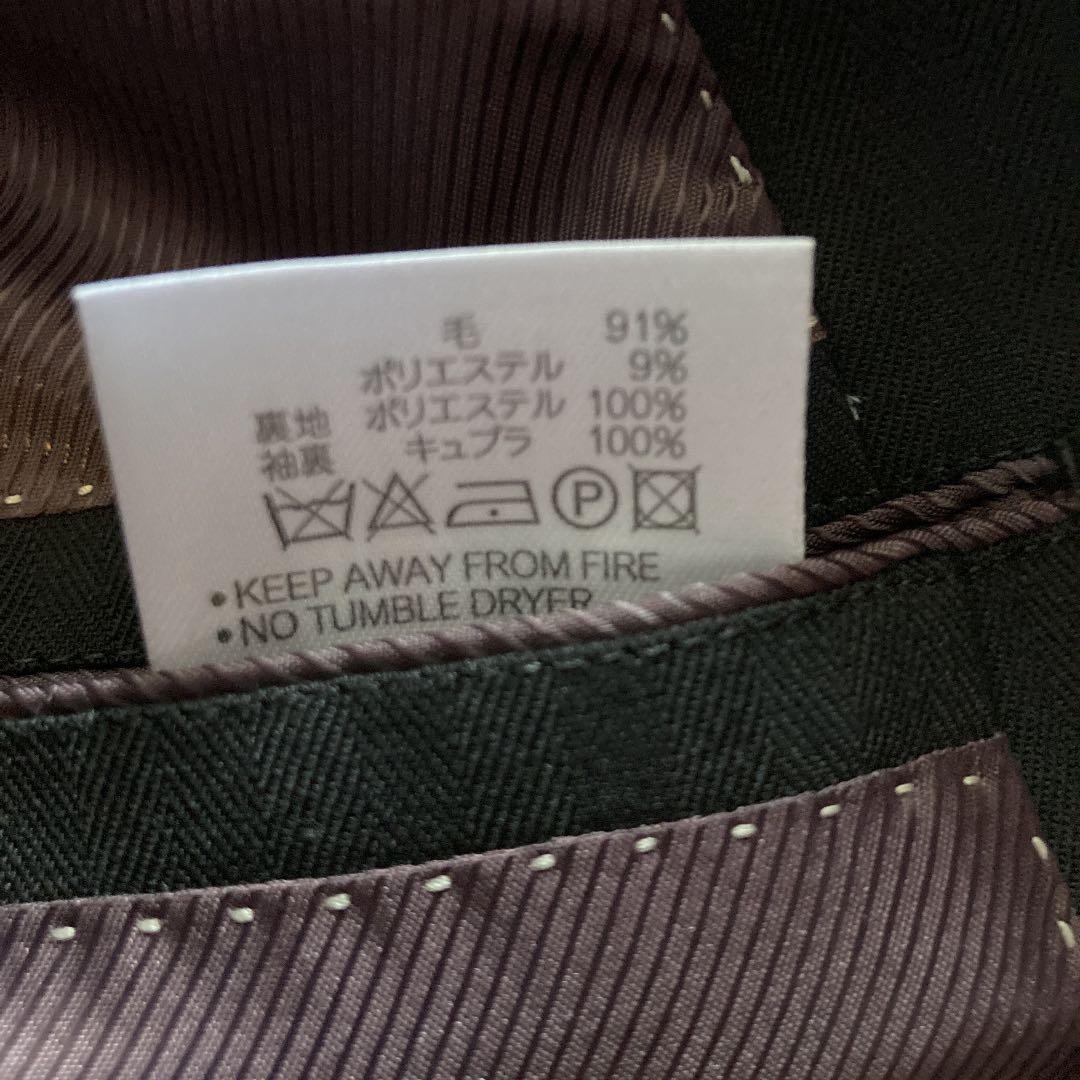 毛 91%
ポリエステル 9%
裏地 ポリエステル 100%
袖裏 キュプラ 100%
P
• KEEP AWAY FROM FIRE
• NO TUMBLE DRYER